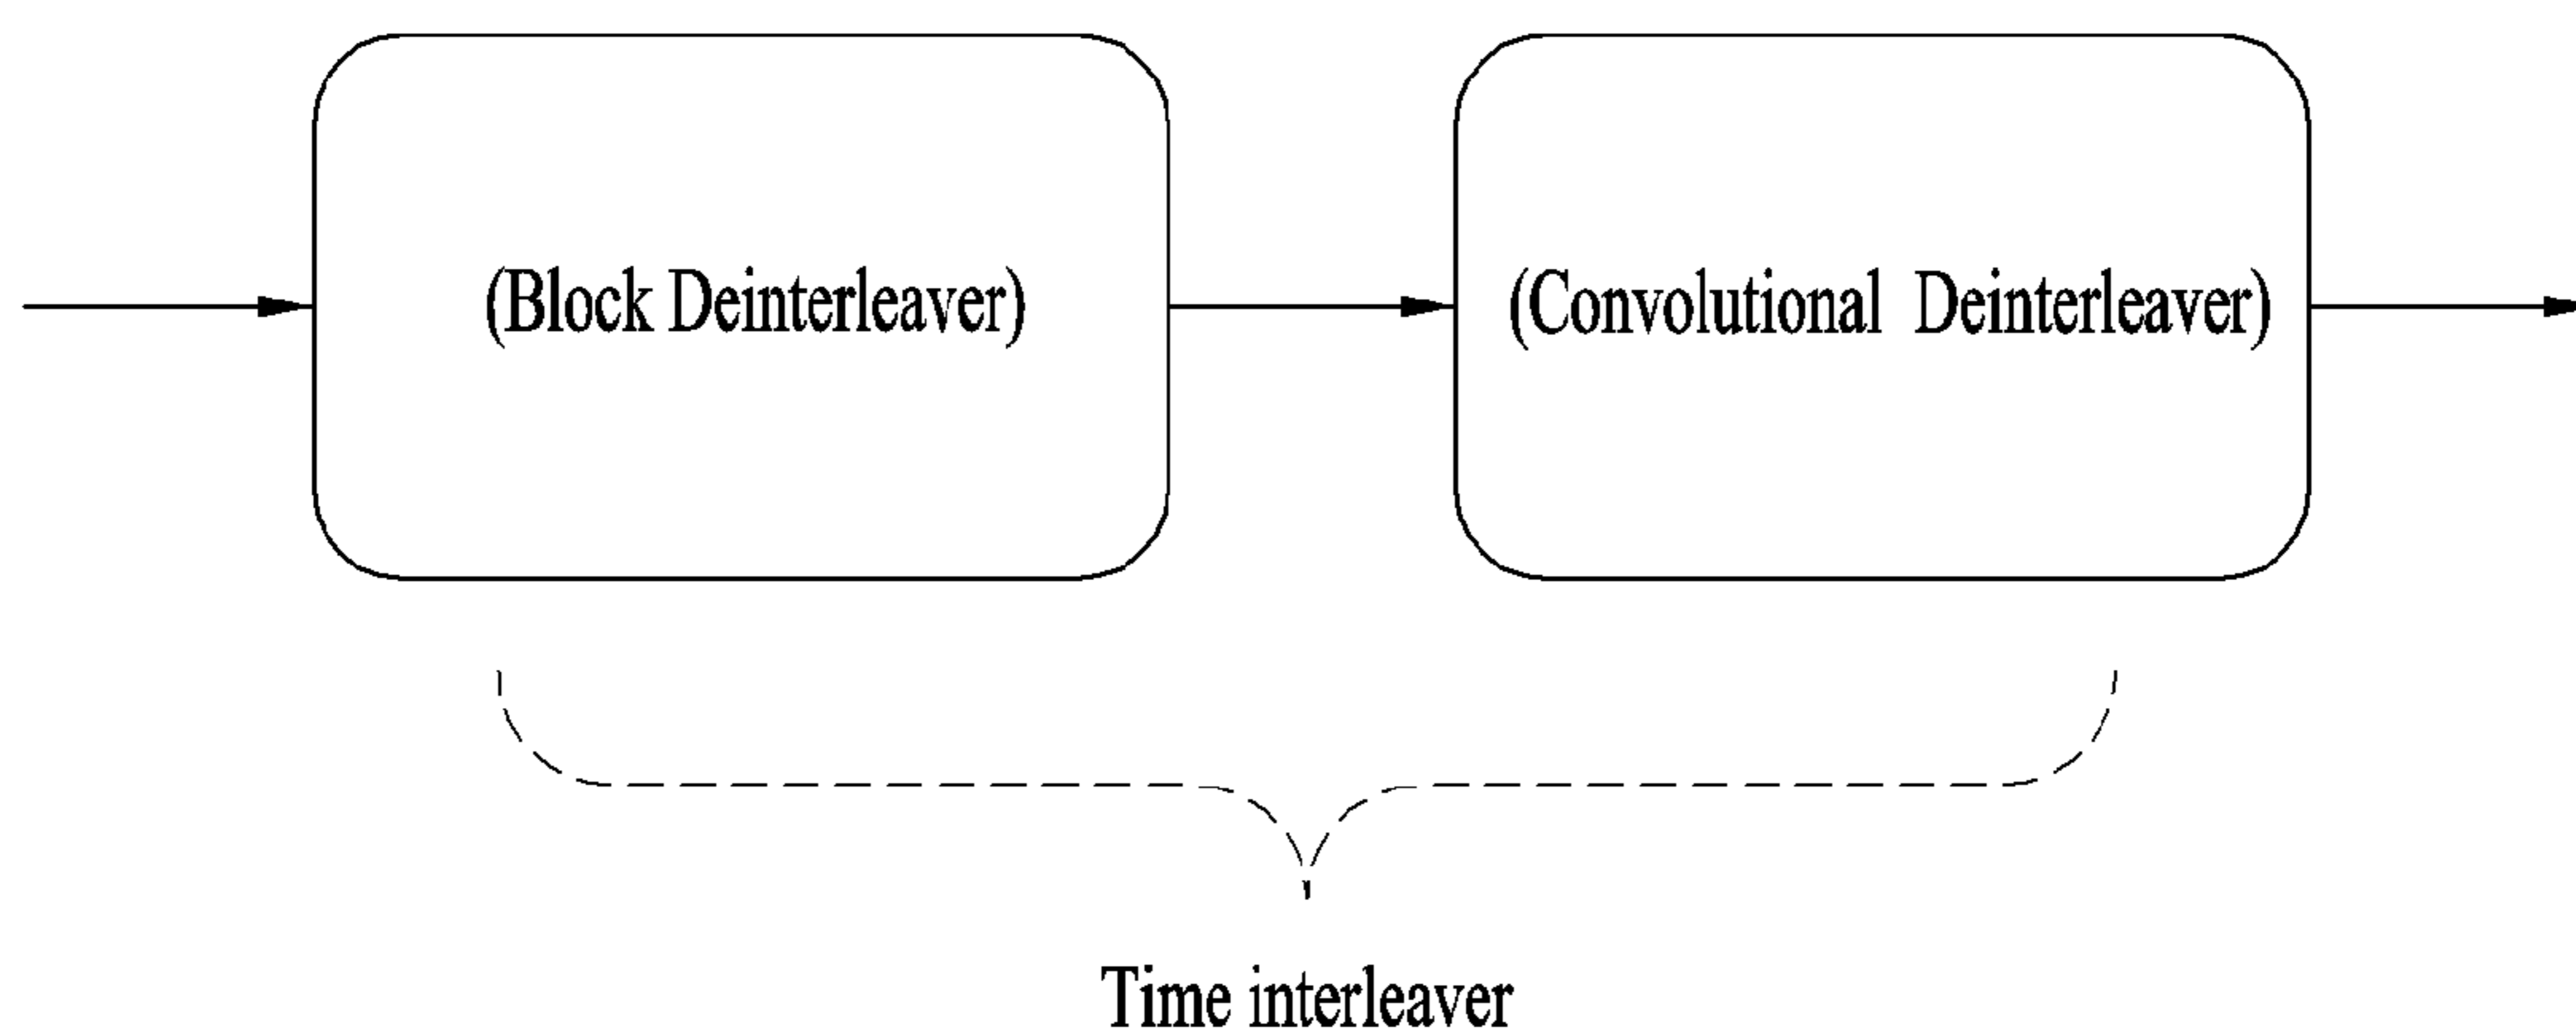 (Block Deinterleaver)
(Convolutional Deinterleaver)
Time interleaver